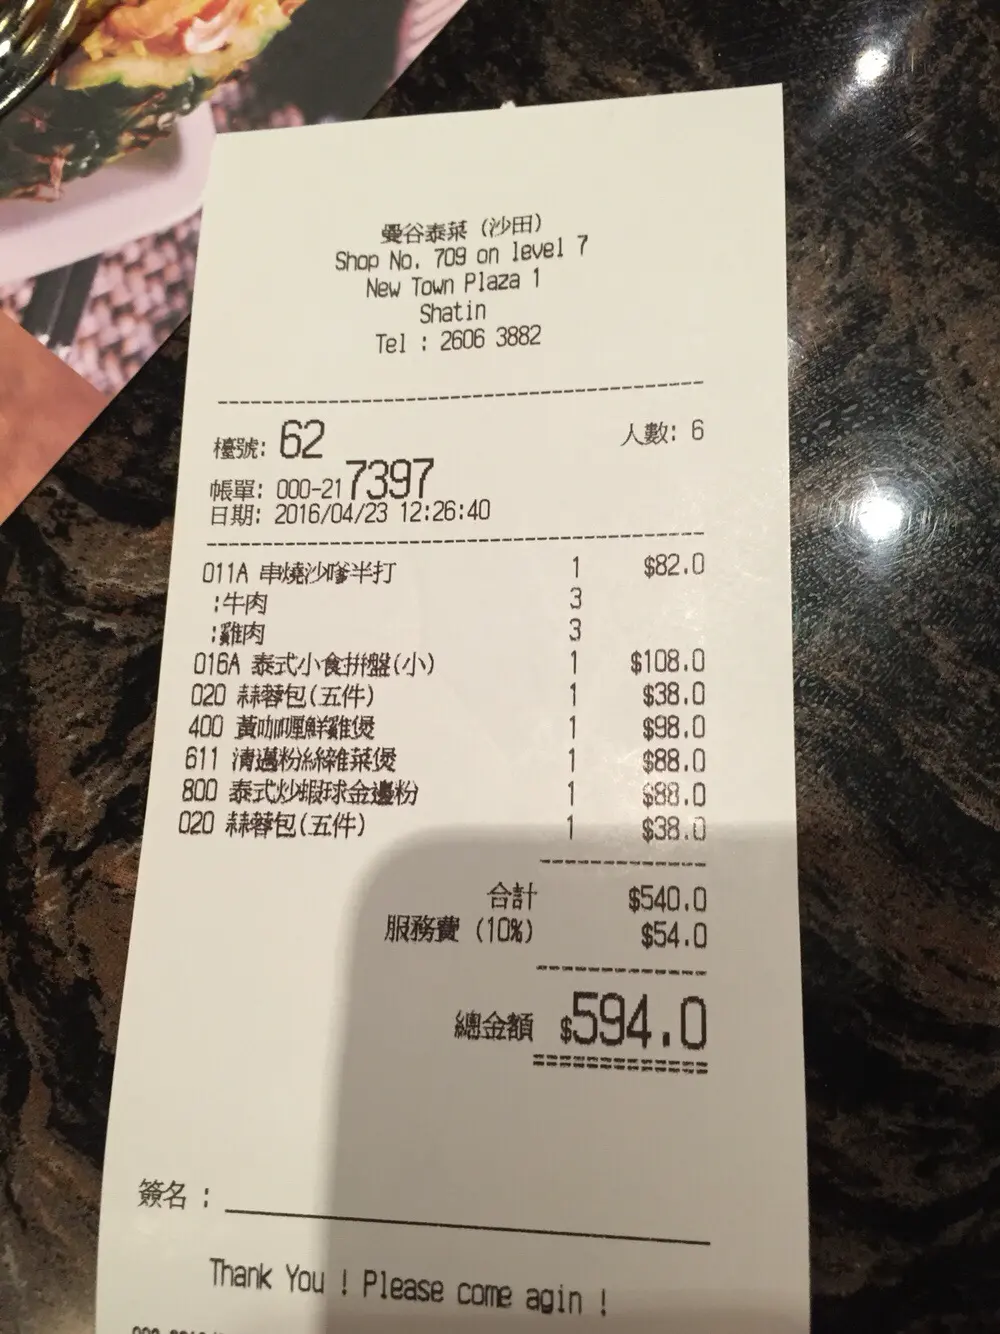 曼谷泰菜 (沙田)
Shop No. 709 on level 7
New Town Plaza 1
Shatin
Tel : 2606 3882
檯號: 62 人數: 6
帳單: 000-217397
日期: 2016/04/23 12:26:40
011A 串燒沙嗲半打 1 $82.0
:牛肉 3
:雞肉 3
016A 泰式小食拼盤(小) 1 $108.0
020 蒜蓉包(五件) 1 $38.0
400 黃咖喱鮮雞煲 1 $98.0
611 清邁粉絲雜菜煲 1 $88.0
800 泰式炒蝦球金邊粉 1 $88.0
020 蒜蓉包(五件) 1 $38.0
合計 $540.0
服務費 (10%) $54.0
總金額 $594.0
簽名 :
Thank You ! Please come agin !